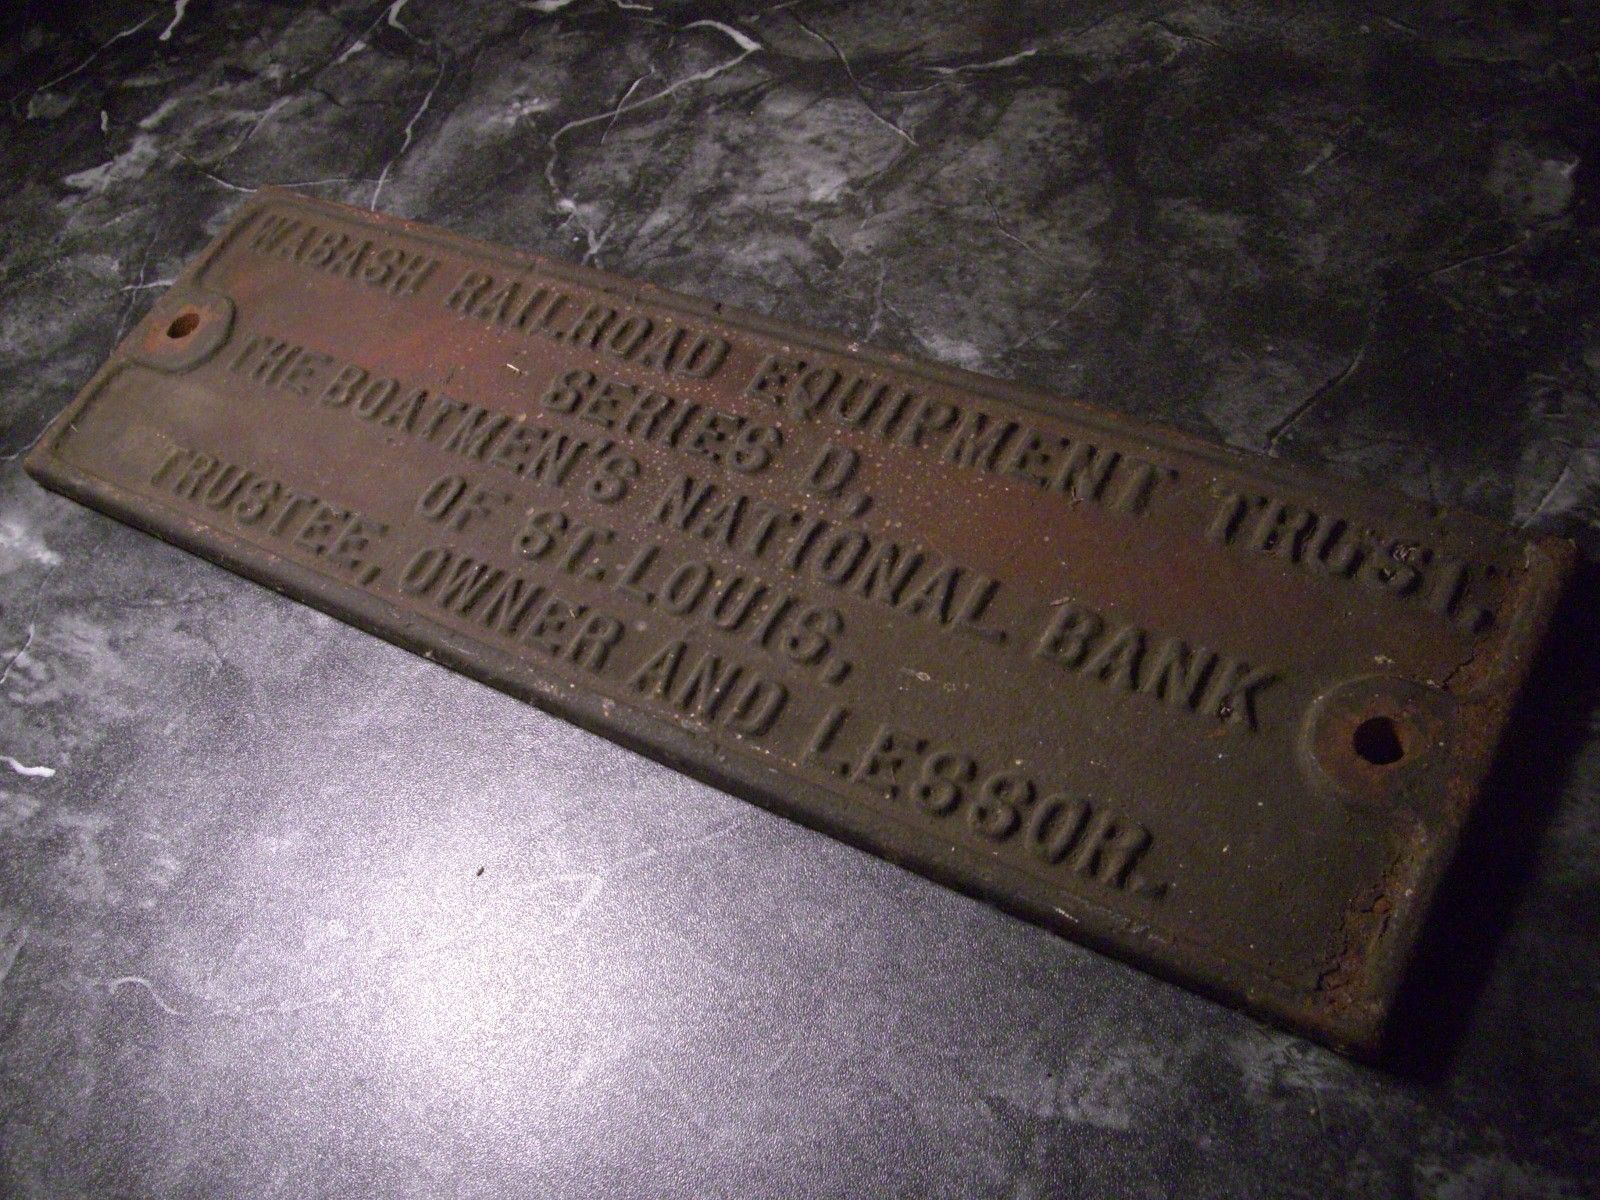 WABASH RAILROAD EQUIPMENT TRUST,
SERIES D,
THE BOATMEN'S NATIONAL BANK
OF ST. LOUIS,
TRUSTEE, OWNER AND LESSOR.